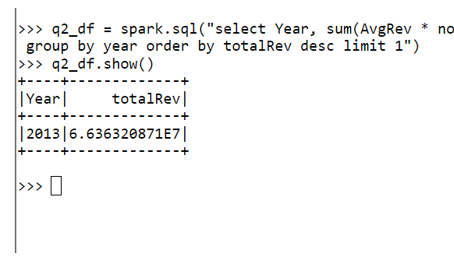 >>> q2_df = spark.sql("select Year, sum(AvgRev * no
 group by year order by totalRev desc limit 1")
>>> q2_df.show()
+----+-------------+
|Year|     totalRev|
+----+-------------+
|2013|6.636320871E7|
+----+-------------+
>>>